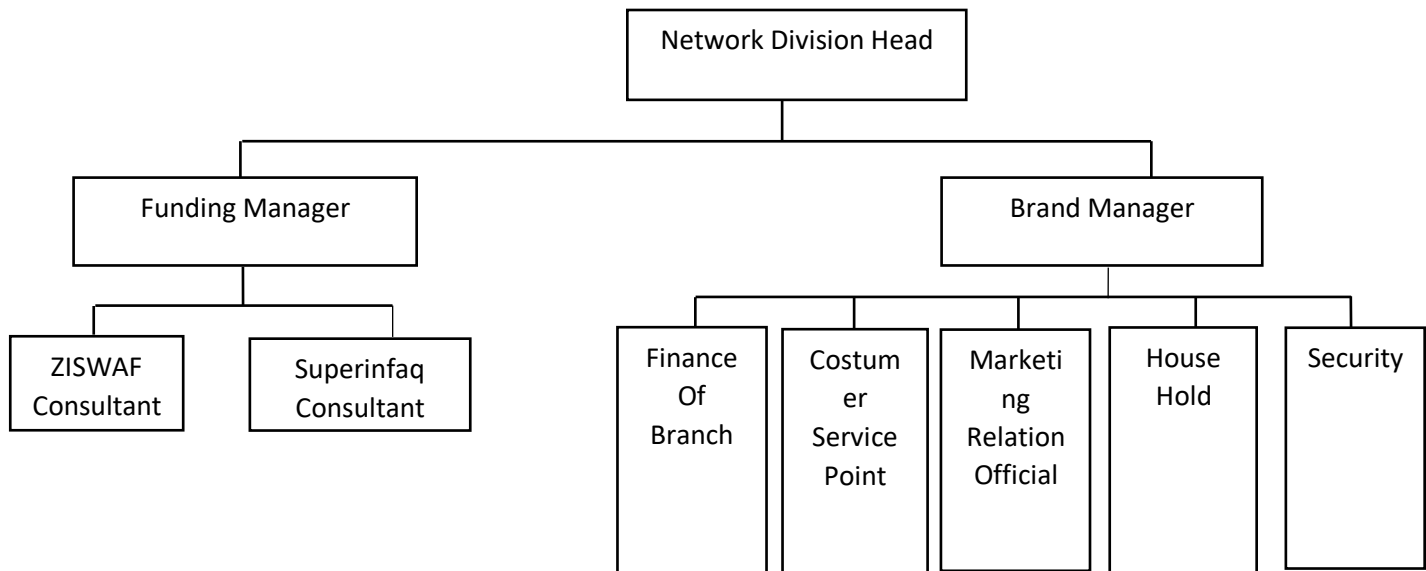 Network Division Head
Funding Manager
Brand Manager
ZISWAF
Consultant
Superinfaq
Consultant
Finance
Of
Branch
Costum
er
Service
Point
Marketi
ng
Relation
Official
House
Hold
Security